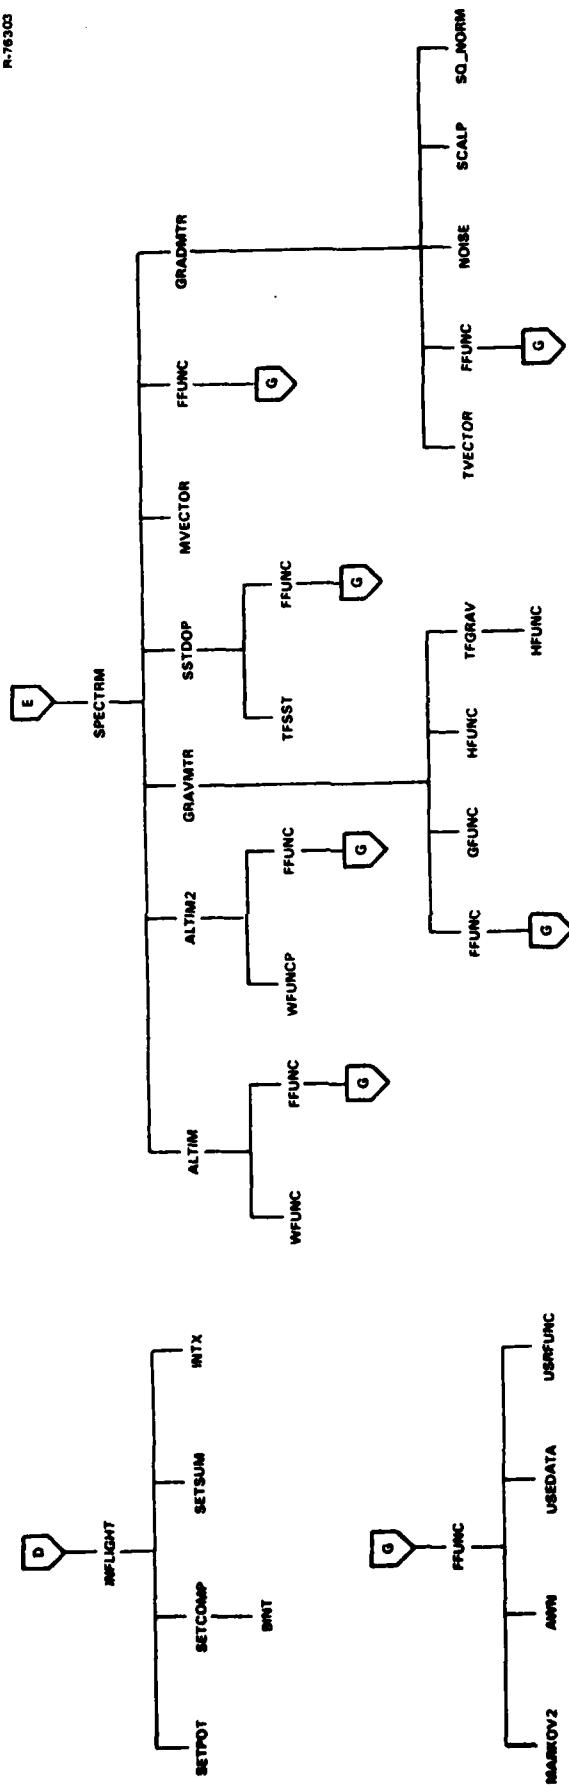 R-76303
E
SPECTRM
ALTIM
ALTIM2
GRAVMTR
SSTDOP
MVECTOR
FFUNC
GRADMTR
G
WFUNC
FFUNC
G
WFUNCP
FFUNC
G
TFSST
FFUNC
G
FFUNC
GFUNC
HFUNC
TFGRAV
G
HFUNC
TVECTOR
FFUNC
NOISE
SCALP
SQ_NORM
G
D
INFLIGHT
SETPOT
SETCOMP
SETSUM
INTX
BINT
G
FFUNC
MARKOV2
AWN
USEDATA
USRFUNC